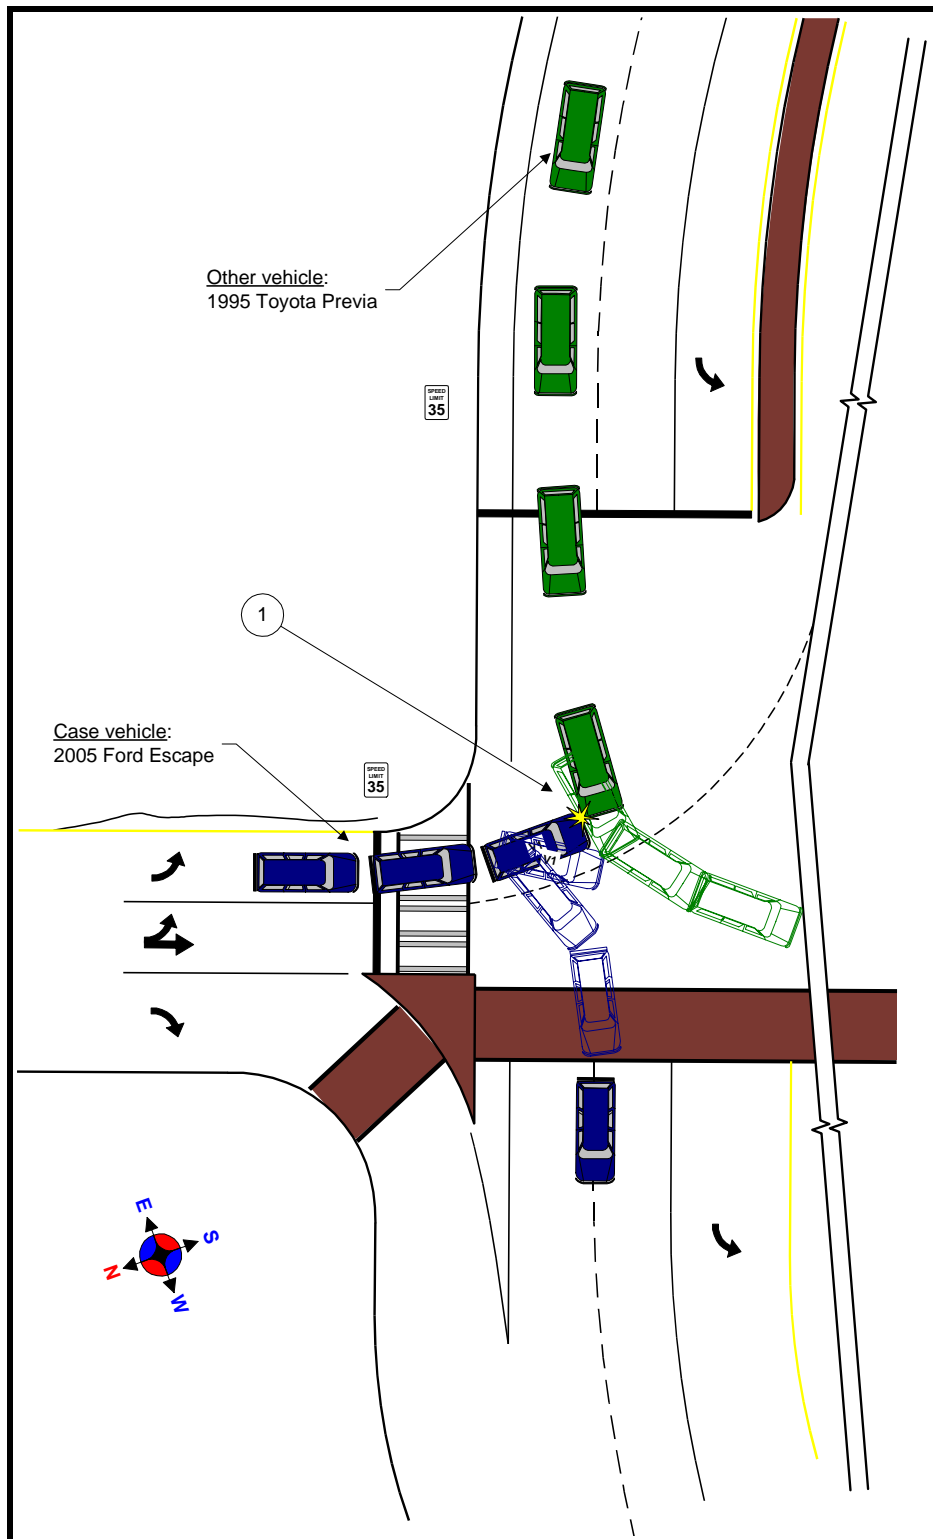 Other vehicle:
1995 Toyota Previa
SPEED
LIMIT
35
1
Case vehicle:
2005 Ford Escape
SPEED
LIMIT
35
V1
E
S
N
W